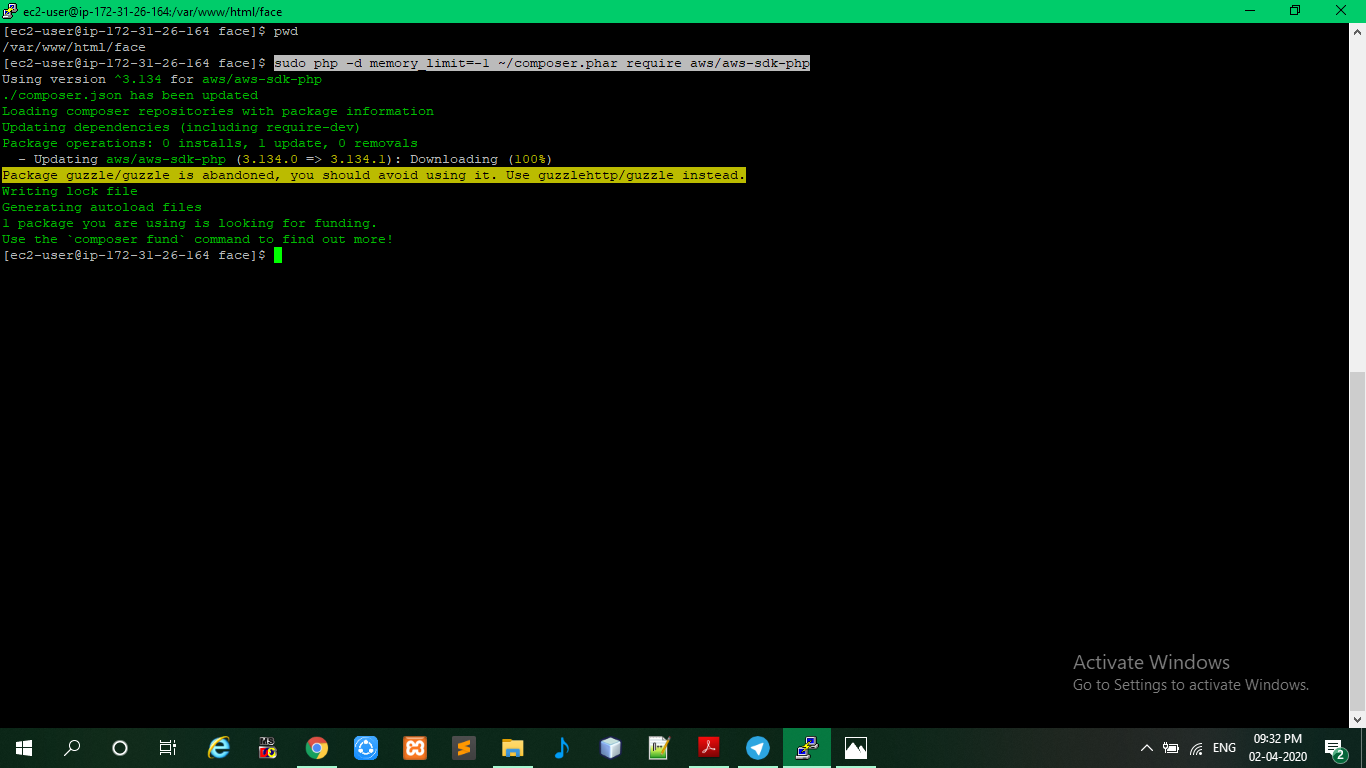 ec2-user@ip-172-31-26-164:/var/www/html/face
[ec2-user@ip-172-31-26-164 face]$ pwd
/var/www/html/face
[ec2-user@ip-172-31-26-164 face]$ sudo php -d memory_limit=-1 ~/composer.phar require aws/aws-sdk-php
Using version ^3.134 for aws/aws-sdk-php
./composer.json has been updated
Loading composer repositories with package information
Updating dependencies (including require-dev)
Package operations: 0 installs, 1 update, 0 removals
  - Updating aws/aws-sdk-php (3.134.0 => 3.134.1): Downloading (100%)
Package guzzle/guzzle is abandoned, you should avoid using it. Use guzzlehttp/guzzle instead.
Writing lock file
Generating autoload files
1 package you are using is looking for funding.
Use the `composer fund` command to find out more!
[ec2-user@ip-172-31-26-164 face]$
Activate Windows
Go to Settings to activate Windows.
ENG
09:32 PM
02-04-2020
2